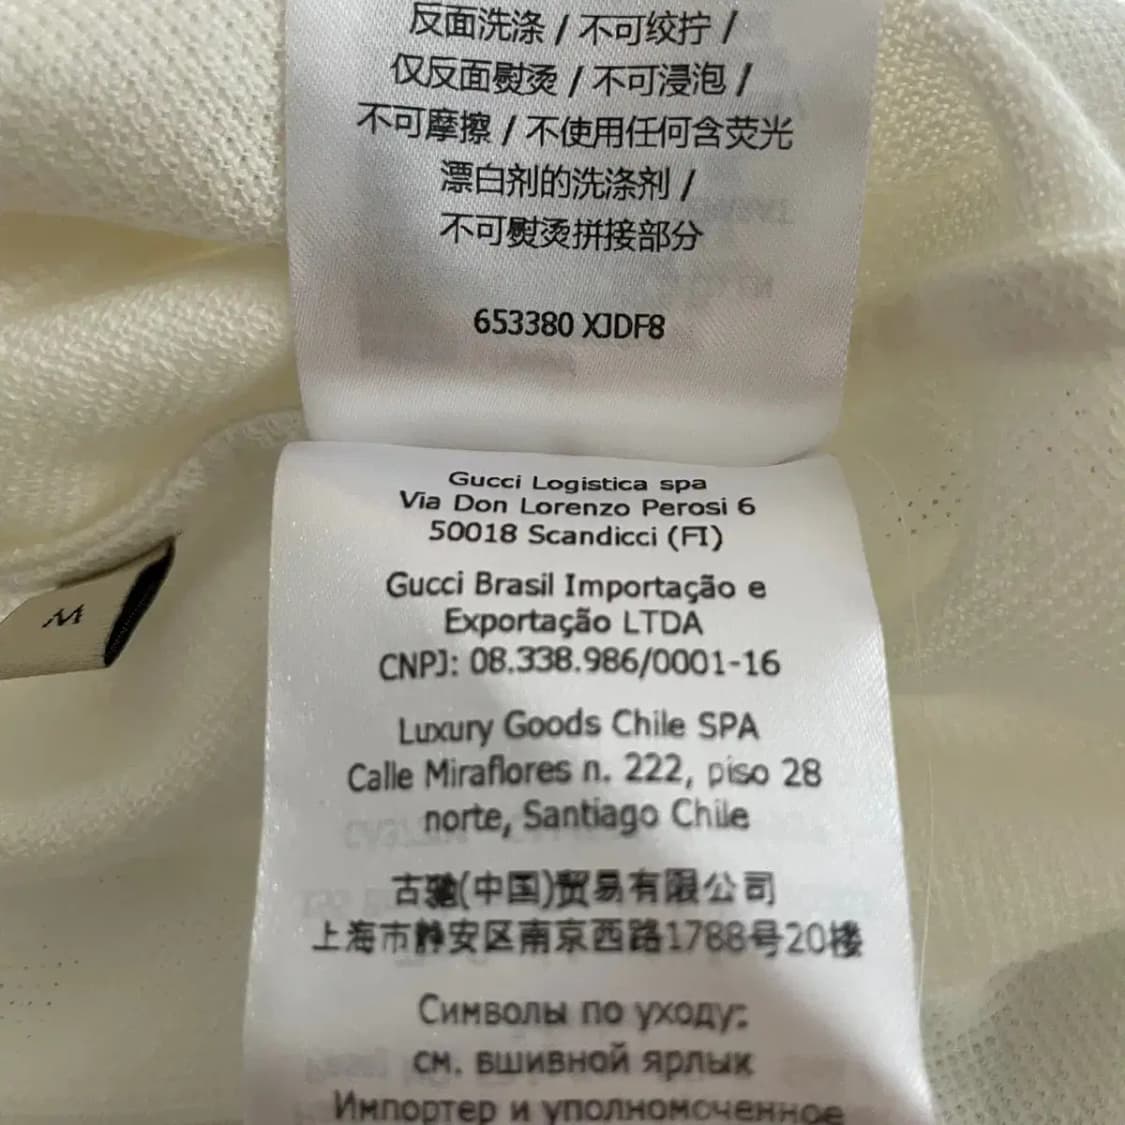 反面洗涤 / 不可绞拧 /
仅反面熨烫 / 不可浸泡 /
不可摩擦 / 不使用任何含荧光
漂白剂的洗涤剂 /
不可熨烫拼接部分
653380 XJDF8
M
Gucci Logistica spa
Via Don Lorenzo Perosi 6
50018 Scandicci (FI)
Gucci Brasil Importação e
Exportação LTDA
CNPJ: 08.338.986/0001-16
Luxury Goods Chile SPA
Calle Miraflores n. 222, piso 28
norte, Santiago Chile
古驰(中国)贸易有限公司
上海市静安区南京西路1788号20楼
Символы по уходу:
см. вшивной ярлык
Импортер и уполномоченное